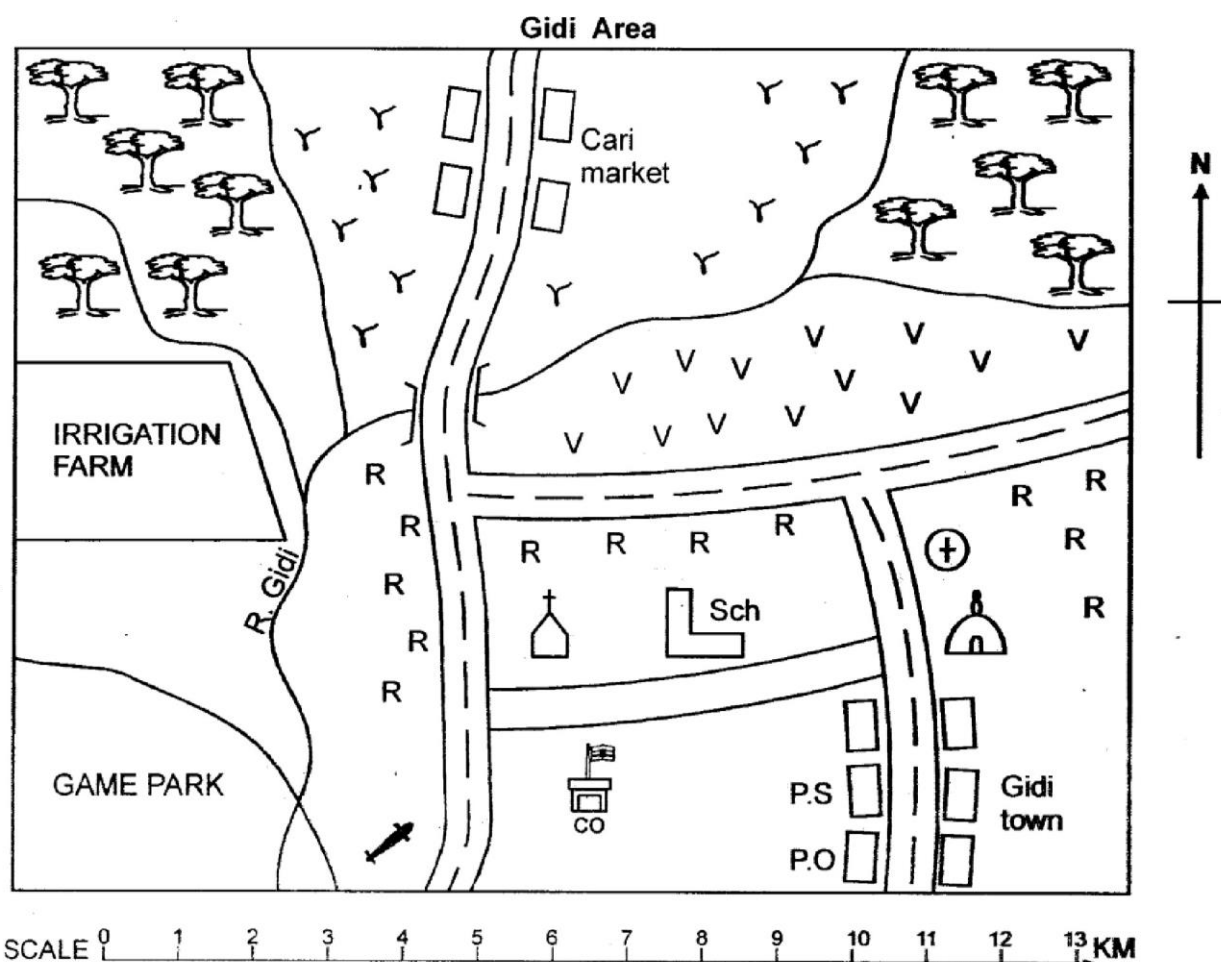 Gidi Area
Cari
market
N
Y Y Y Y Y Y Y Y Y Y Y Y Y
V V V V V V V V V V V V V
IRRIGATION
FARM
R R R R R R R R R R R R R
R. Gidi
Sch
GAME PARK
CO
P.S
P.O
Gidi
town
SCALE 0 1 2 3 4 5 6 7 8 9 10 11 12 13 KM